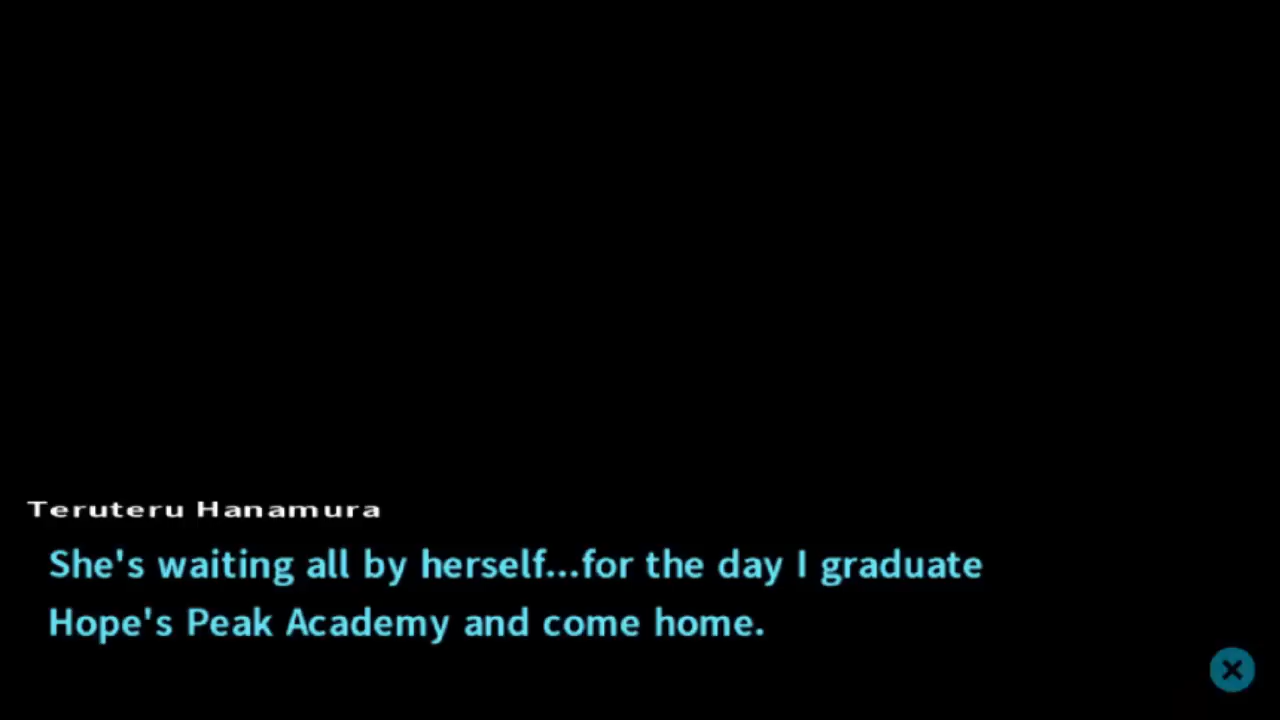 Teruteru Hanamura
She's waiting all by herself...for the day I graduate
Hope's Peak Academy and come home.